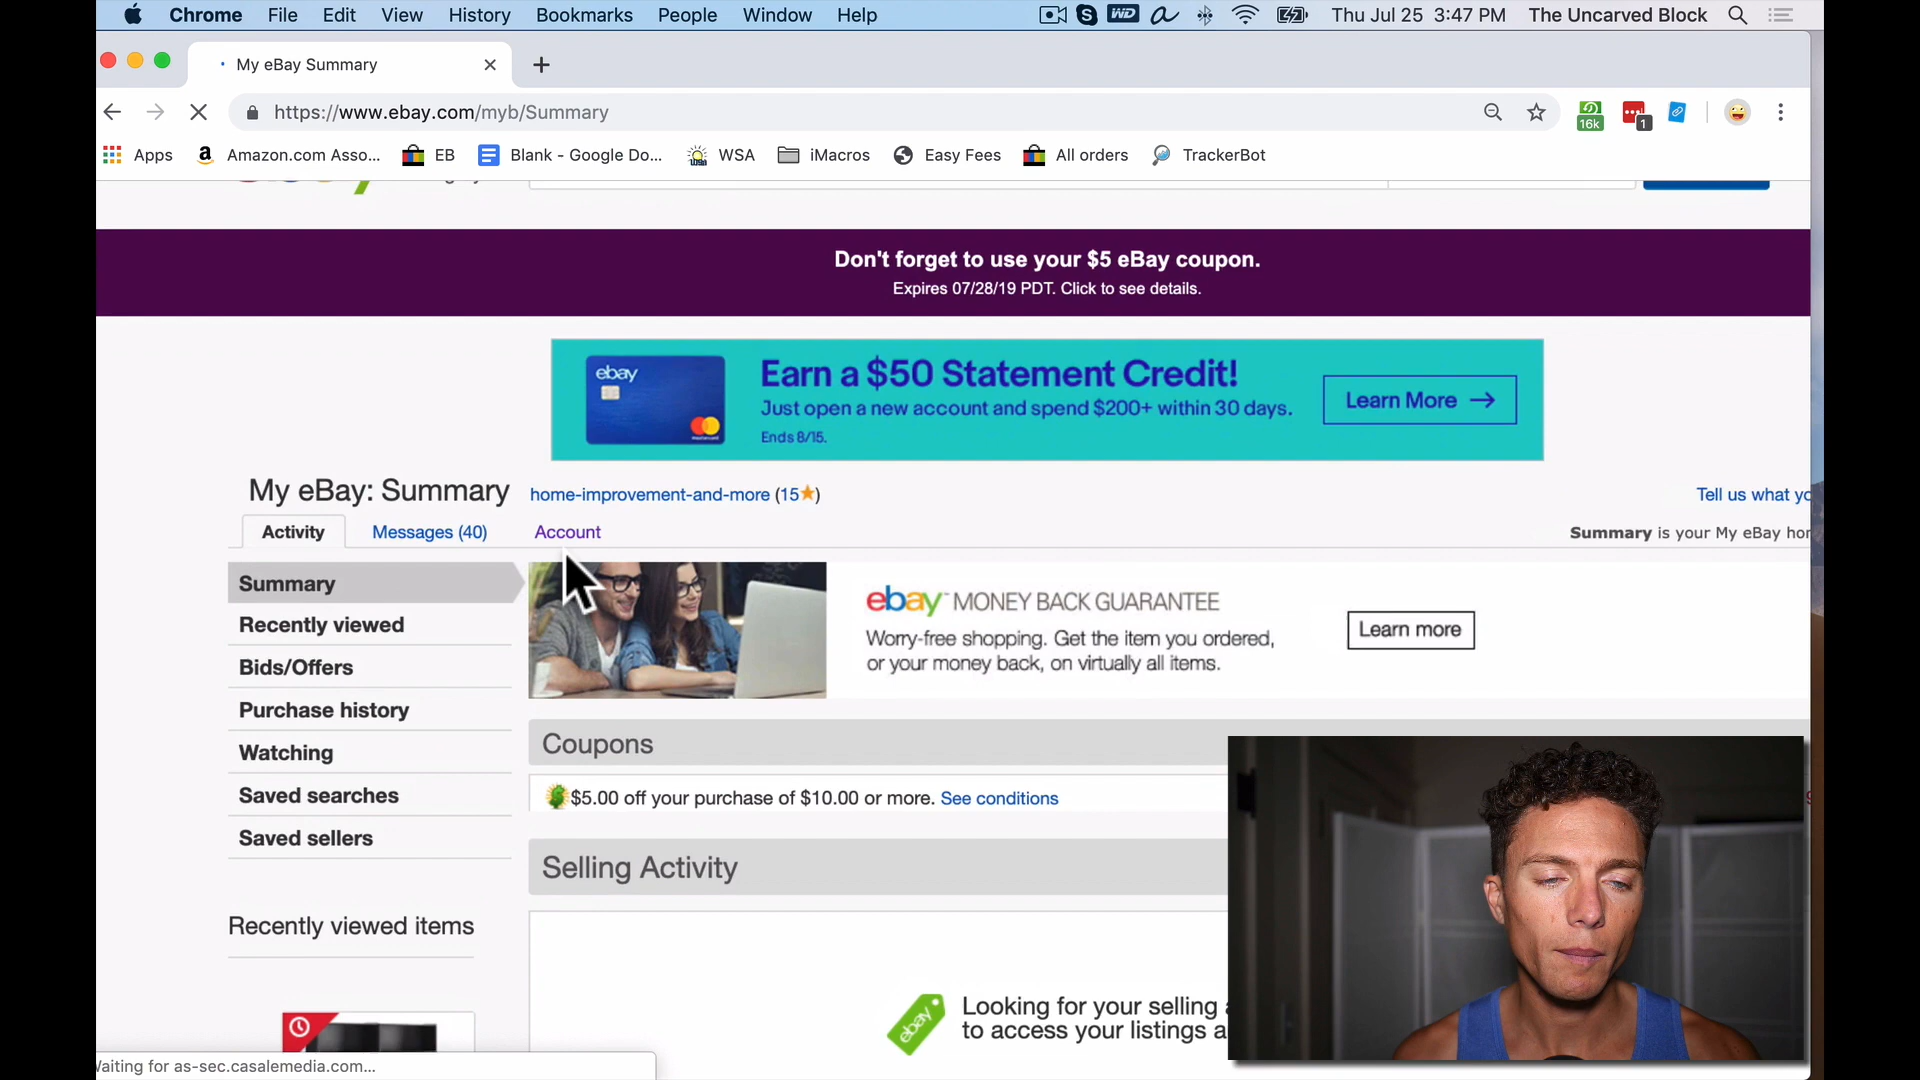 Chrome File Edit View History Bookmarks People Window Help WD Thu Jul 25 3:47 PM The Uncarved Block
My eBay Summary
https://www.ebay.com/myb/Summary 16k 1
Apps Amazon.com Asso... EB Blank - Google Do... WSA iMacros Easy Fees All orders TrackerBot
Don't forget to use your $5 eBay coupon.
Expires 07/28/19 PDT. Click to see details.
ebay
Earn a $50 Statement Credit!
Just open a new account and spend $200+ within 30 days.
Ends 8/15.
Learn More →
My eBay: Summary home-improvement-and-more (15)
Tell us what yo
Activity Messages (40) Account
Summary is your My eBay hor
Summary
Recently viewed
Bids/Offers
Purchase history
Watching
Saved searches
Saved sellers
ebay MONEY BACK GUARANTEE
Worry-free shopping. Get the item you ordered,
or your money back, on virtually all items.
Learn more
Coupons
$5.00 off your purchase of $10.00 or more. See conditions
Selling Activity
Recently viewed items
ebay
Looking for your selling
to access your listings a
Waiting for as-sec.casalemedia.com...